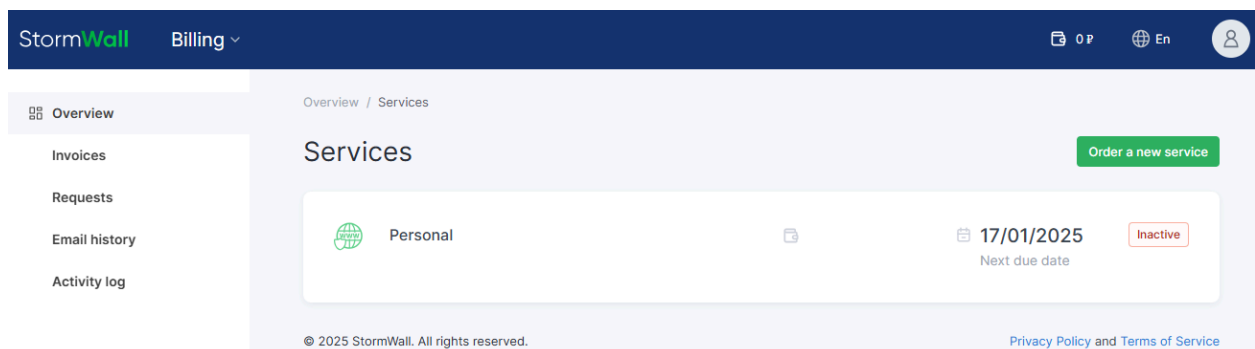 StormWall Billing 0 ₽ En
Overview
Invoices
Requests
Email history
Activity log
Overview / Services
Services
Order a new service
www
Personal
17/01/2025
Next due date
Inactive
© 2025 StormWall. All rights reserved.
Privacy Policy and Terms of Service